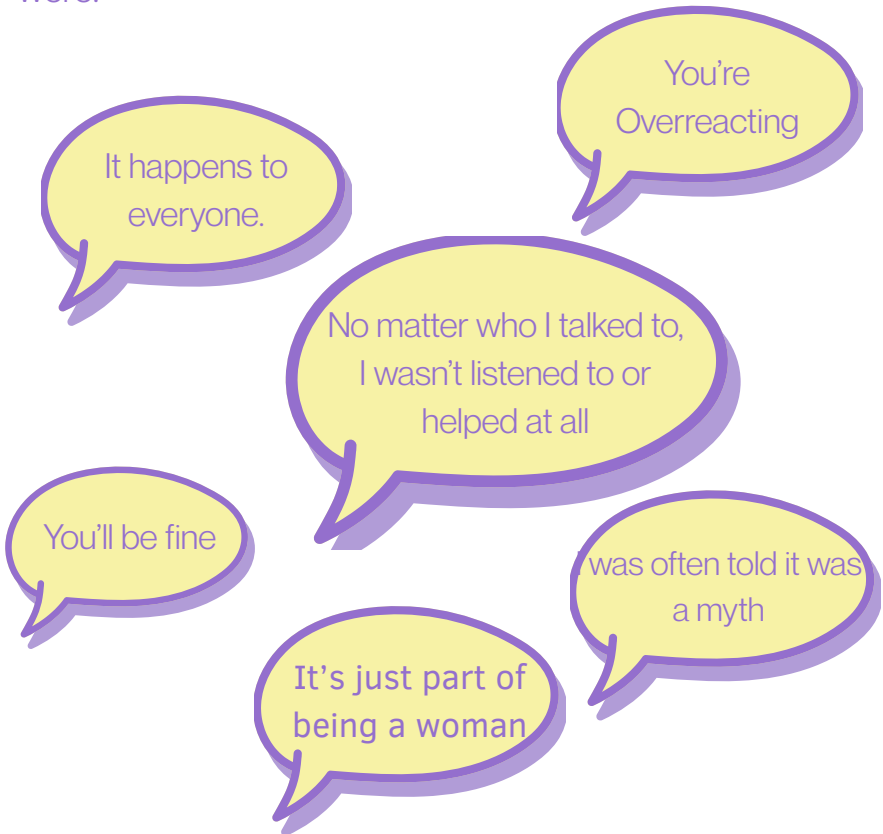 were.
You're
Overreacting
It happens to
everyone.
No matter who I talked to,
I wasn't listened to or
helped at all
You'll be fine
I was often told it was
a myth
It's just part of
being a woman